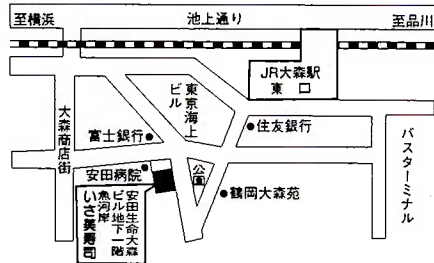 至横浜
池上通り
至品川
JR大森駅
東口
東京海上
ビル
大森商店街
富士銀行
住友銀行
バスターミナル
安田病院
公園
鶴岡大森苑
安田生命大森
ビル地下一階
魚河岸
いさ美寿司